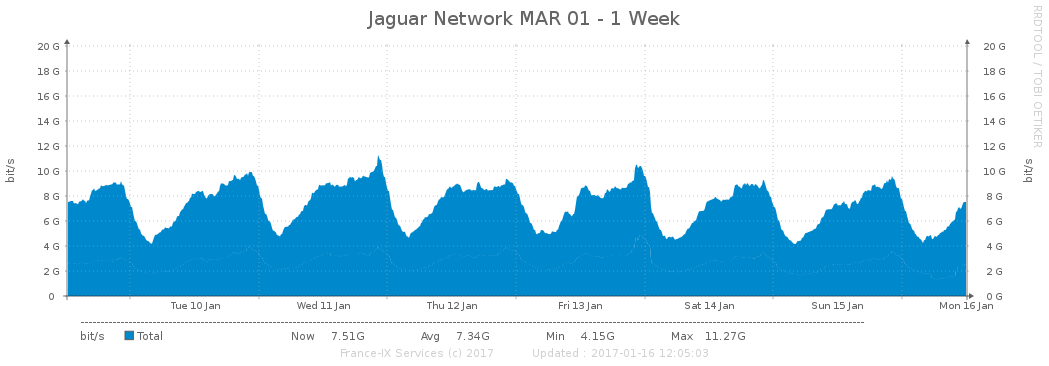 Jaguar Network MAR 01 - 1 Week
RRDTOOL / TOBI OETIKER
bit/s
bit/s
20 G 20 G
18 G 18 G
16 G 16 G
14 G 14 G
12 G 12 G
10 G 10 G
8 G 8 G
6 G 6 G
4 G 4 G
2 G 2 G
0 0 G
Tue 10 Jan Wed 11 Jan Thu 12 Jan Fri 13 Jan Sat 14 Jan Sun 15 Jan Mon 16 Jan
bit/s Total Now 7.51G Avg 7.34G Min 4.15G Max 11.27G
France-IX Services (c) 2017 Updated : 2017-01-16 12:05:03